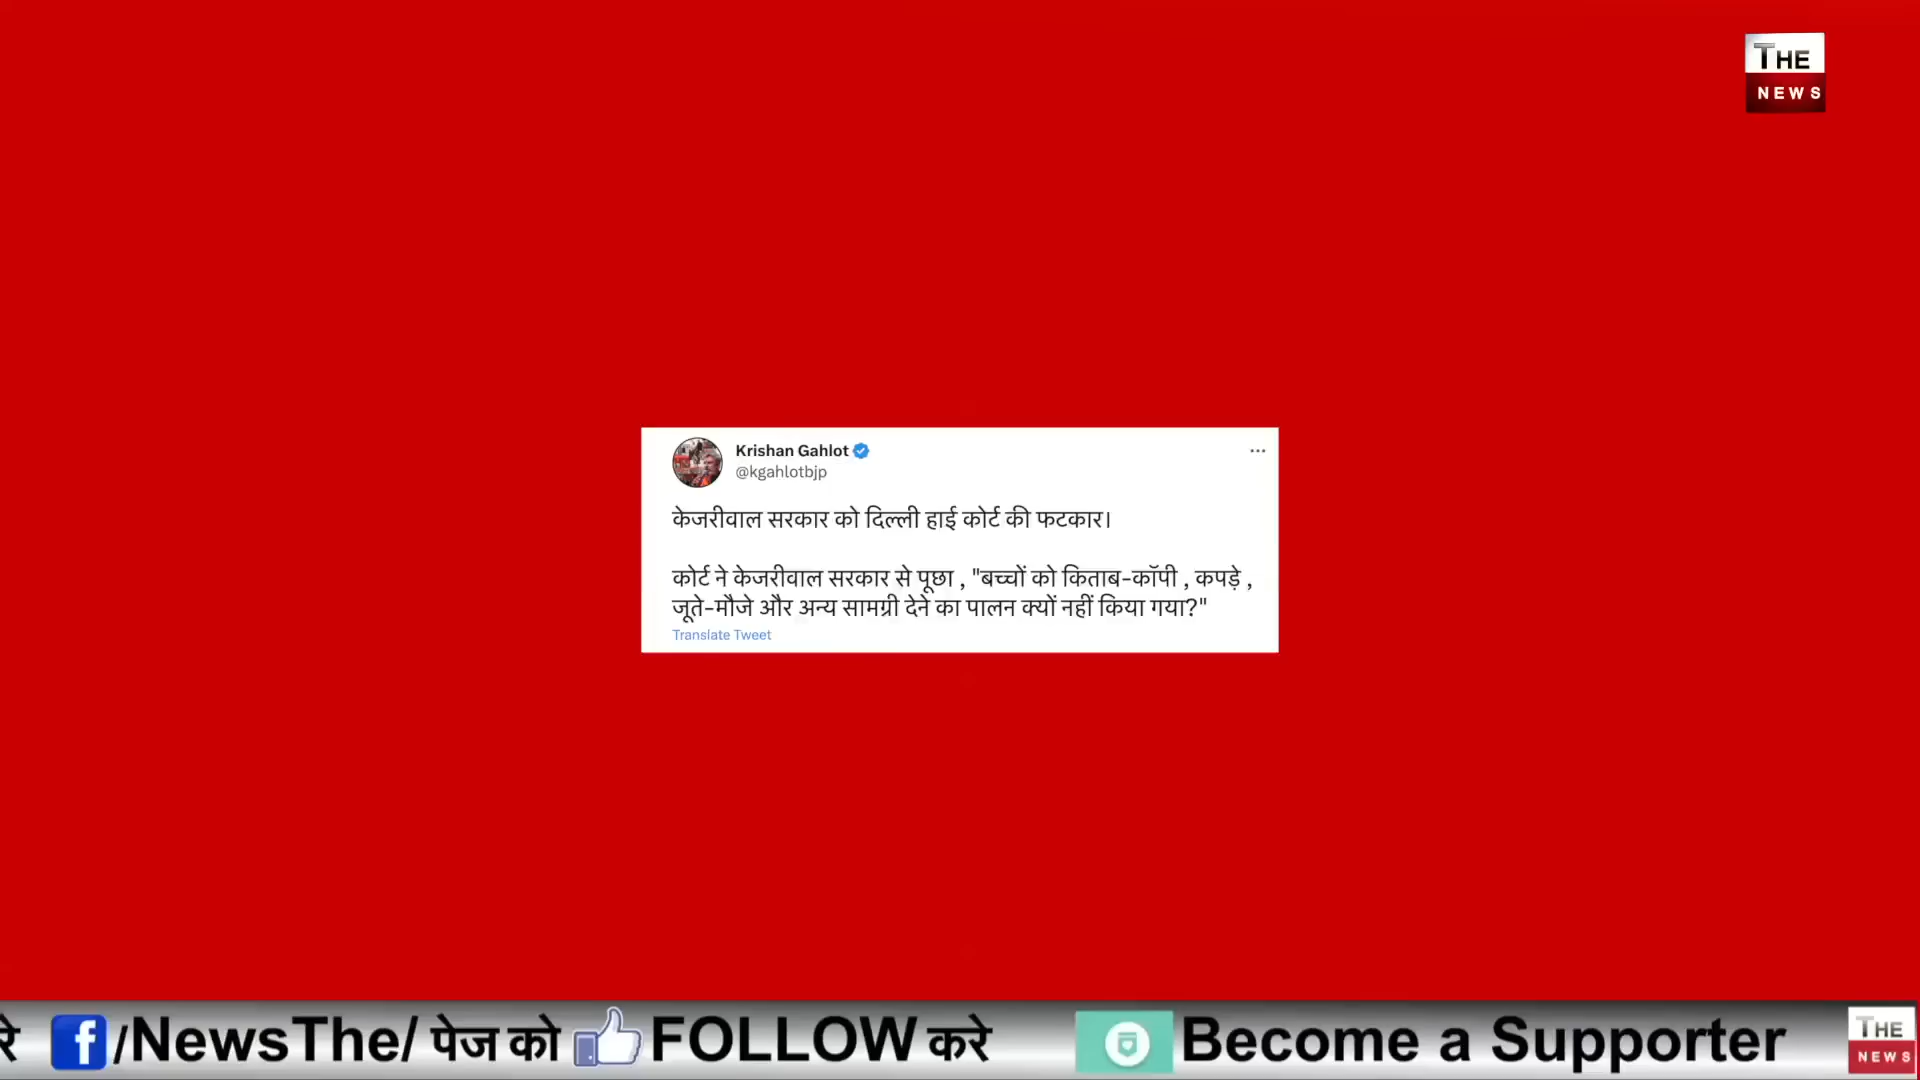 THE
NEWS
Krishan Gahlot
@kgahlotbjp
केजरीवाल सरकार को दिल्ली हाई कोर्ट की फटकार।
कोर्ट ने केजरीवाल सरकार से पूछा , "बच्चों को किताब-कॉपी , कपड़े ,
जूते-मौजे और अन्य सामग्री देने का पालन क्यों नहीं किया गया?"
Translate Tweet
रे /NewsThe/ पेज को FOLLOW करे Become a Supporter THE NEWS